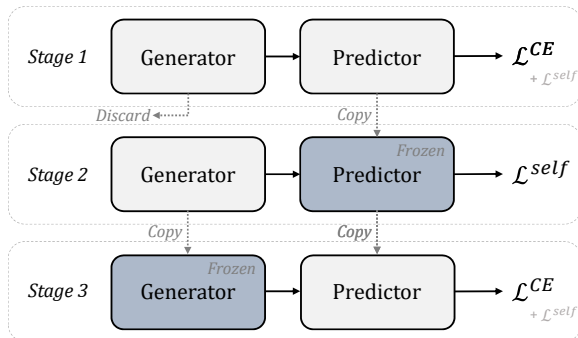 Stage 1
Generator
Predictor
ℒ^{CE}
+ ℒ^{self}
Discard
Copy
Stage 2
Generator
Frozen
Predictor
ℒ^{self}
Copy
Copy
Stage 3
Frozen
Generator
Predictor
ℒ^{CE}
+ ℒ^{self}